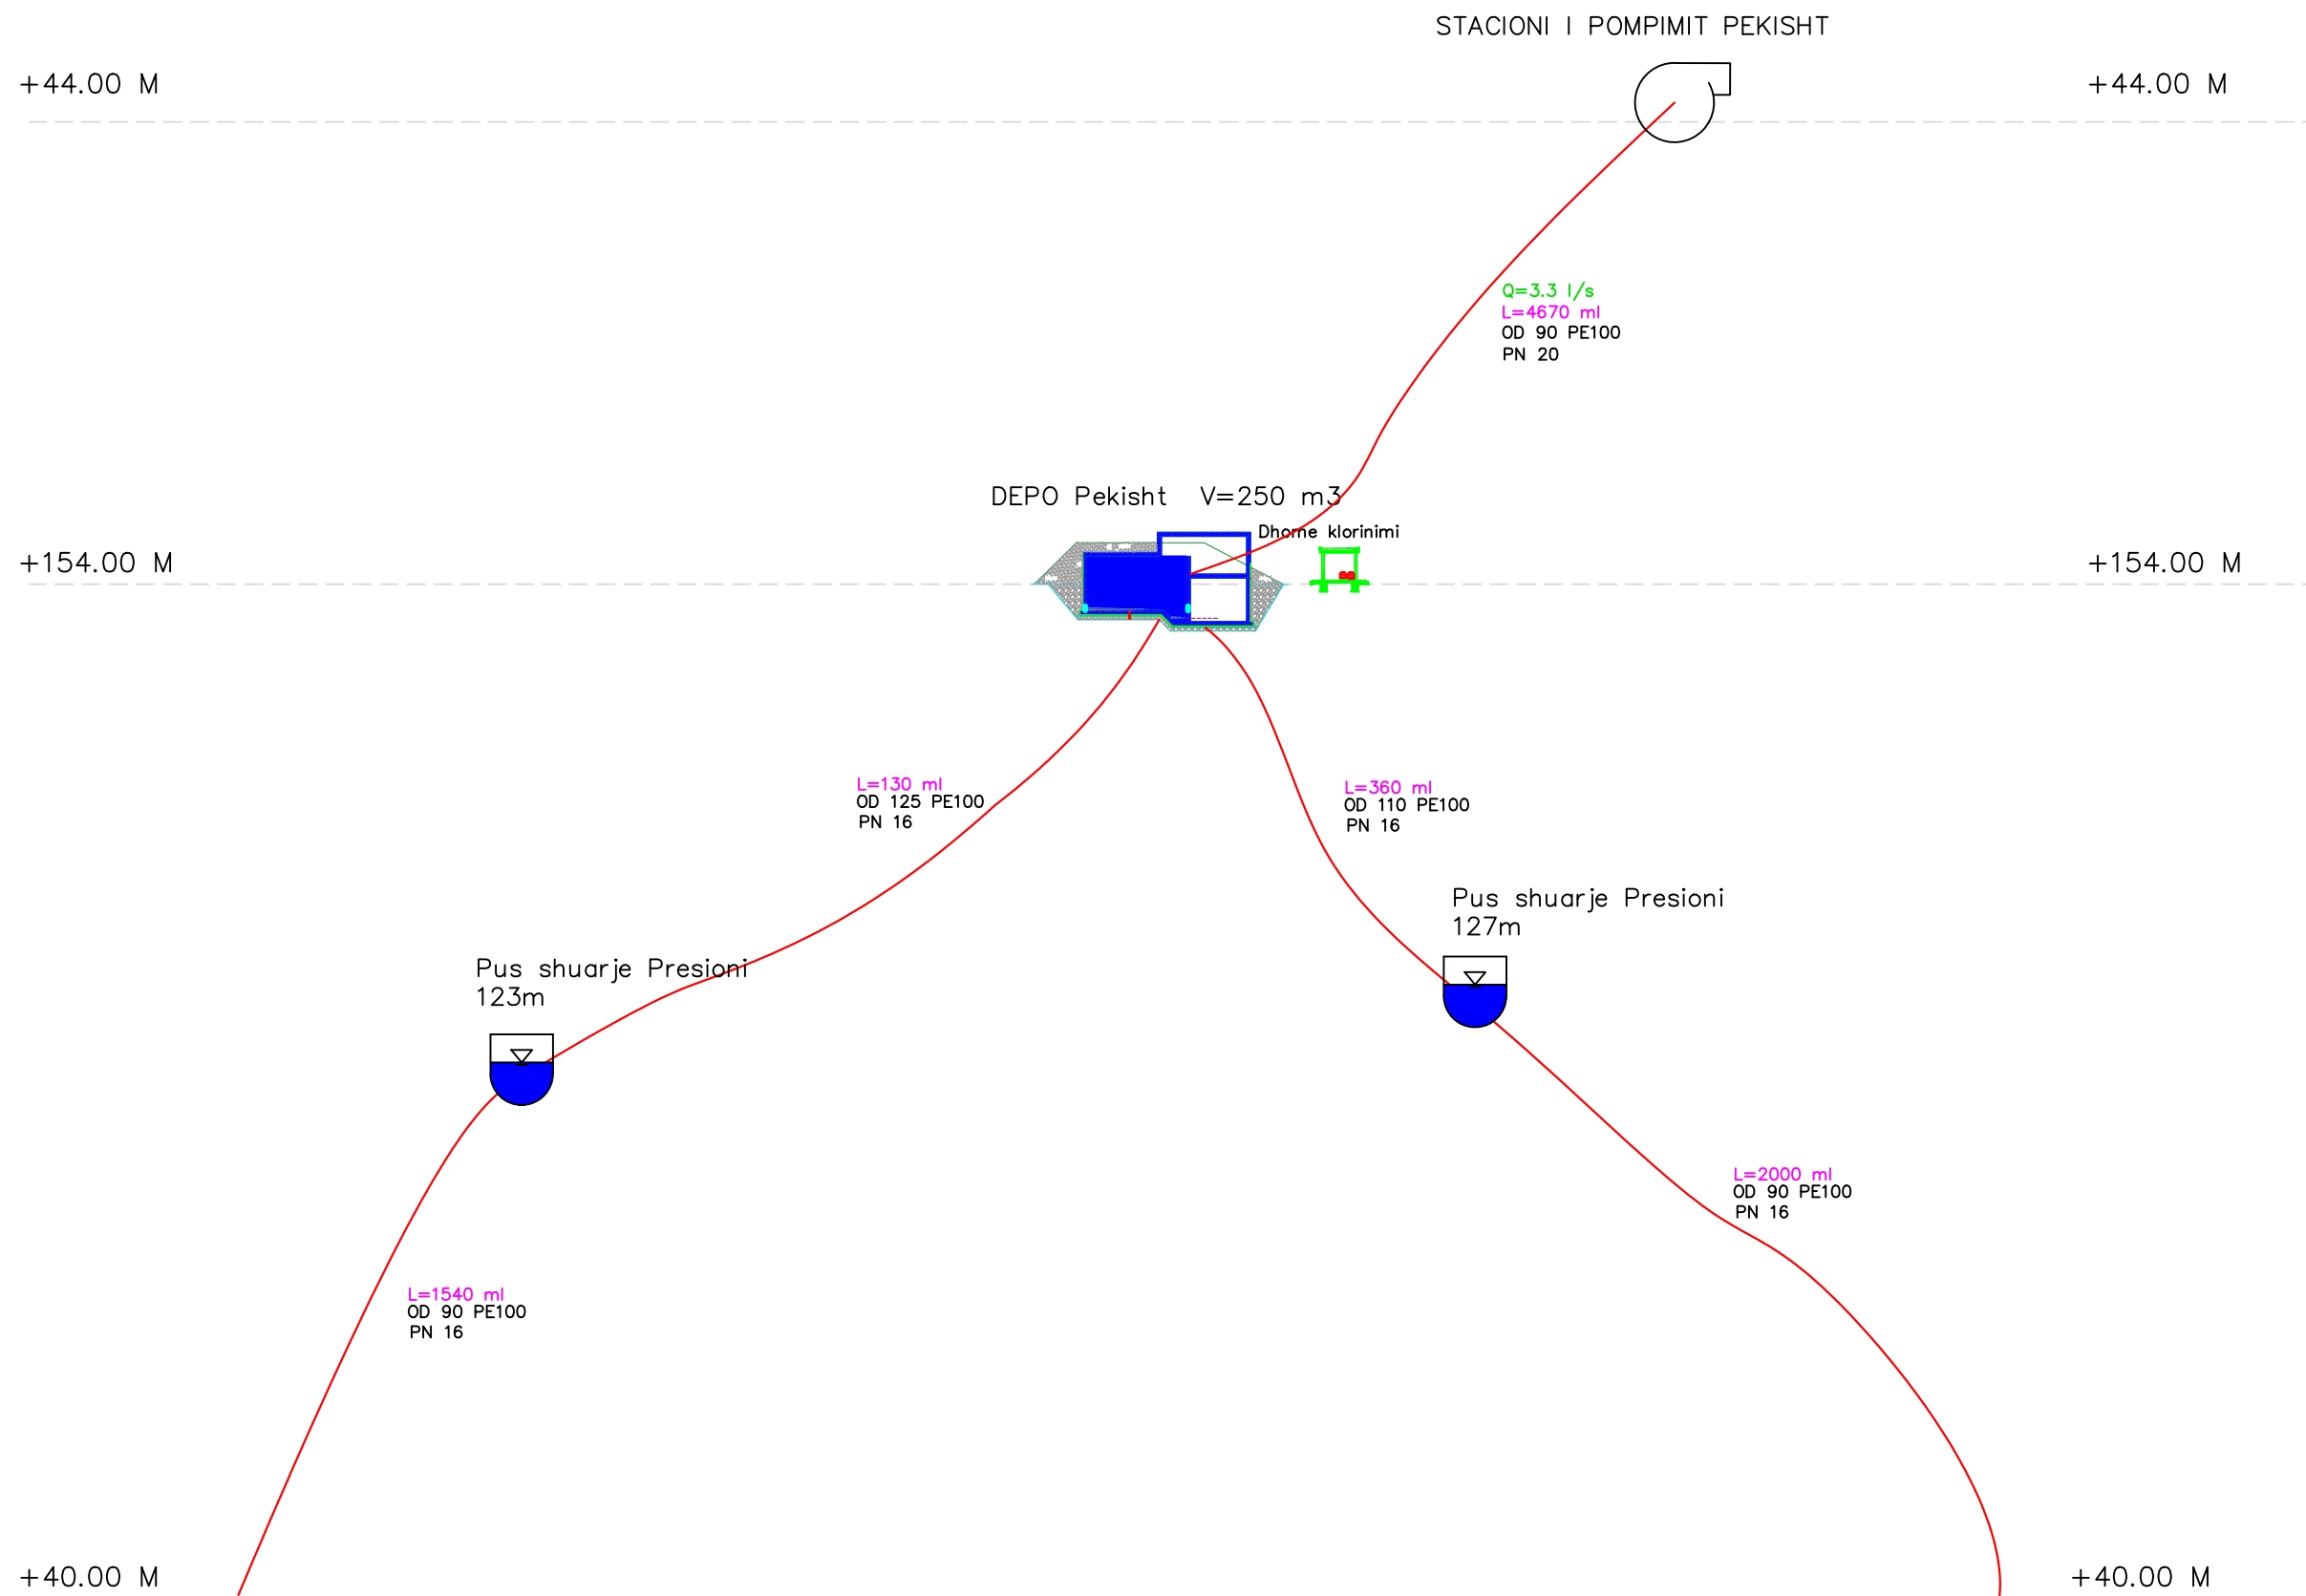 STACIONI I POMPIMIT PEKISHT
+44.00 M
+44.00 M
Q=3.3 l/s
L=4670 ml
OD 90 PE100
PN 20
DEPO Pekisht V=250 m3
Dhome klorinimi
+154.00 M
+154.00 M
L=130 ml
OD 125 PE100
PN 16
L=360 ml
OD 110 PE100
PN 16
Pus shuarje Presioni
127m
Pus shuarje Presioni
123m
L=2000 ml
OD 90 PE100
PN 16
L=1540 ml
OD 90 PE100
PN 16
+40.00 M
+40.00 M